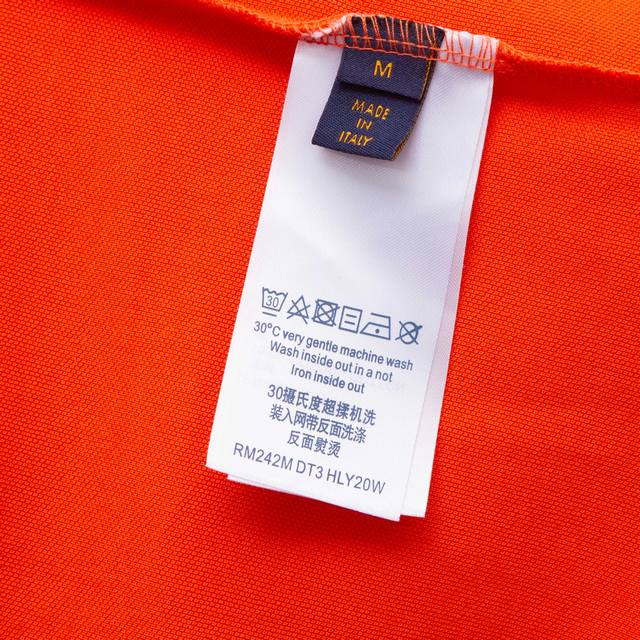 M
MADE
IN
ITALY
30
30°C very gentle machine wash
Wash inside out in a not
Iron inside out
30摄氏度超揉机洗
装入网带反面洗涤
反面熨烫
RM242M DT3 HLY20W